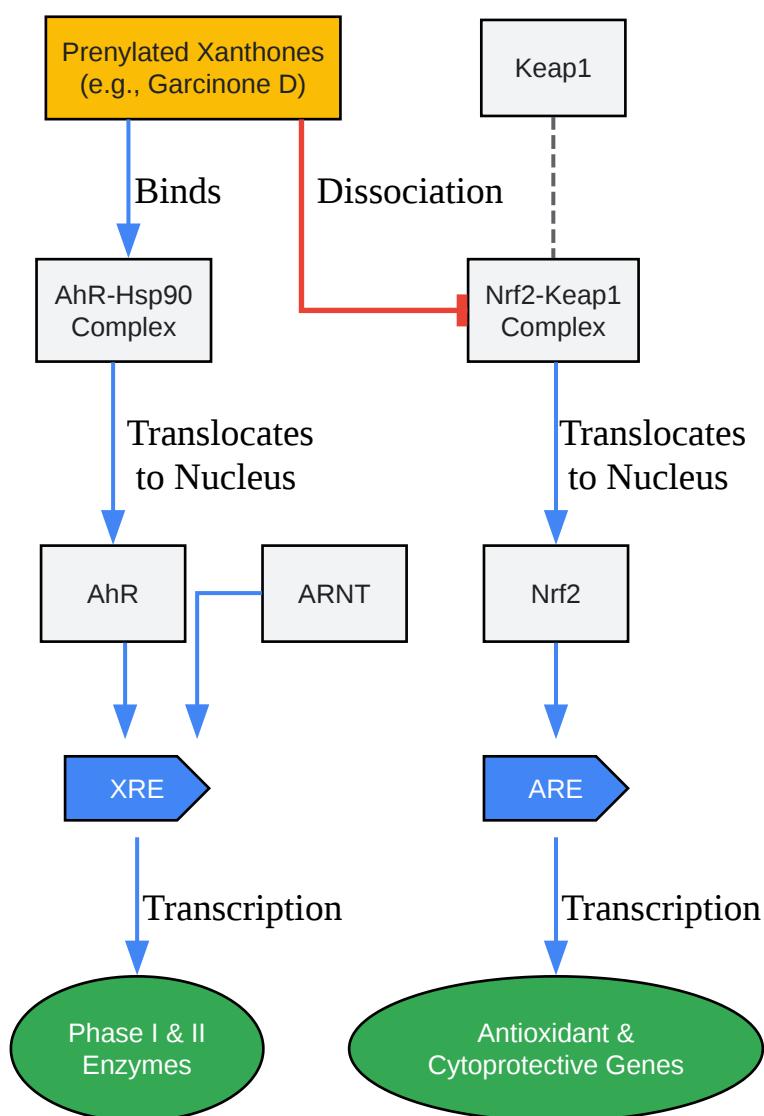 Prenylated Xanthones
(e.g., Garcinone D)
Keap1
Binds
Dissociation
AhR-Hsp90
Complex
Nrf2-Keap1
Complex
Translocates
to Nucleus
Translocates
to Nucleus
AhR
ARNT
Nrf2
XRE
ARE
Transcription
Transcription
Phase I & II
Enzymes
Antioxidant &
Cytoprotective Genes